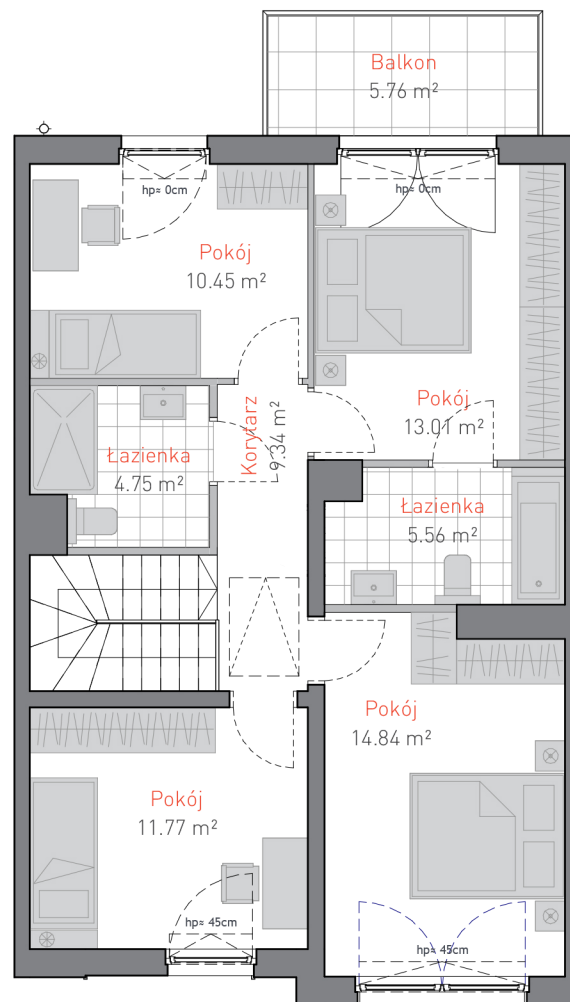 Balkon
5.76 m²
hp≈ 0cm
hp≈ 0cm
Pokój
10.45 m²
Pokój
13.01 m²
Korytarz
9.34 m²
Łazienka
4.75 m²
Łazienka
5.56 m²
Pokój
14.84 m²
Pokój
11.77 m²
hp≈ 45cm
hp≈ 45cm